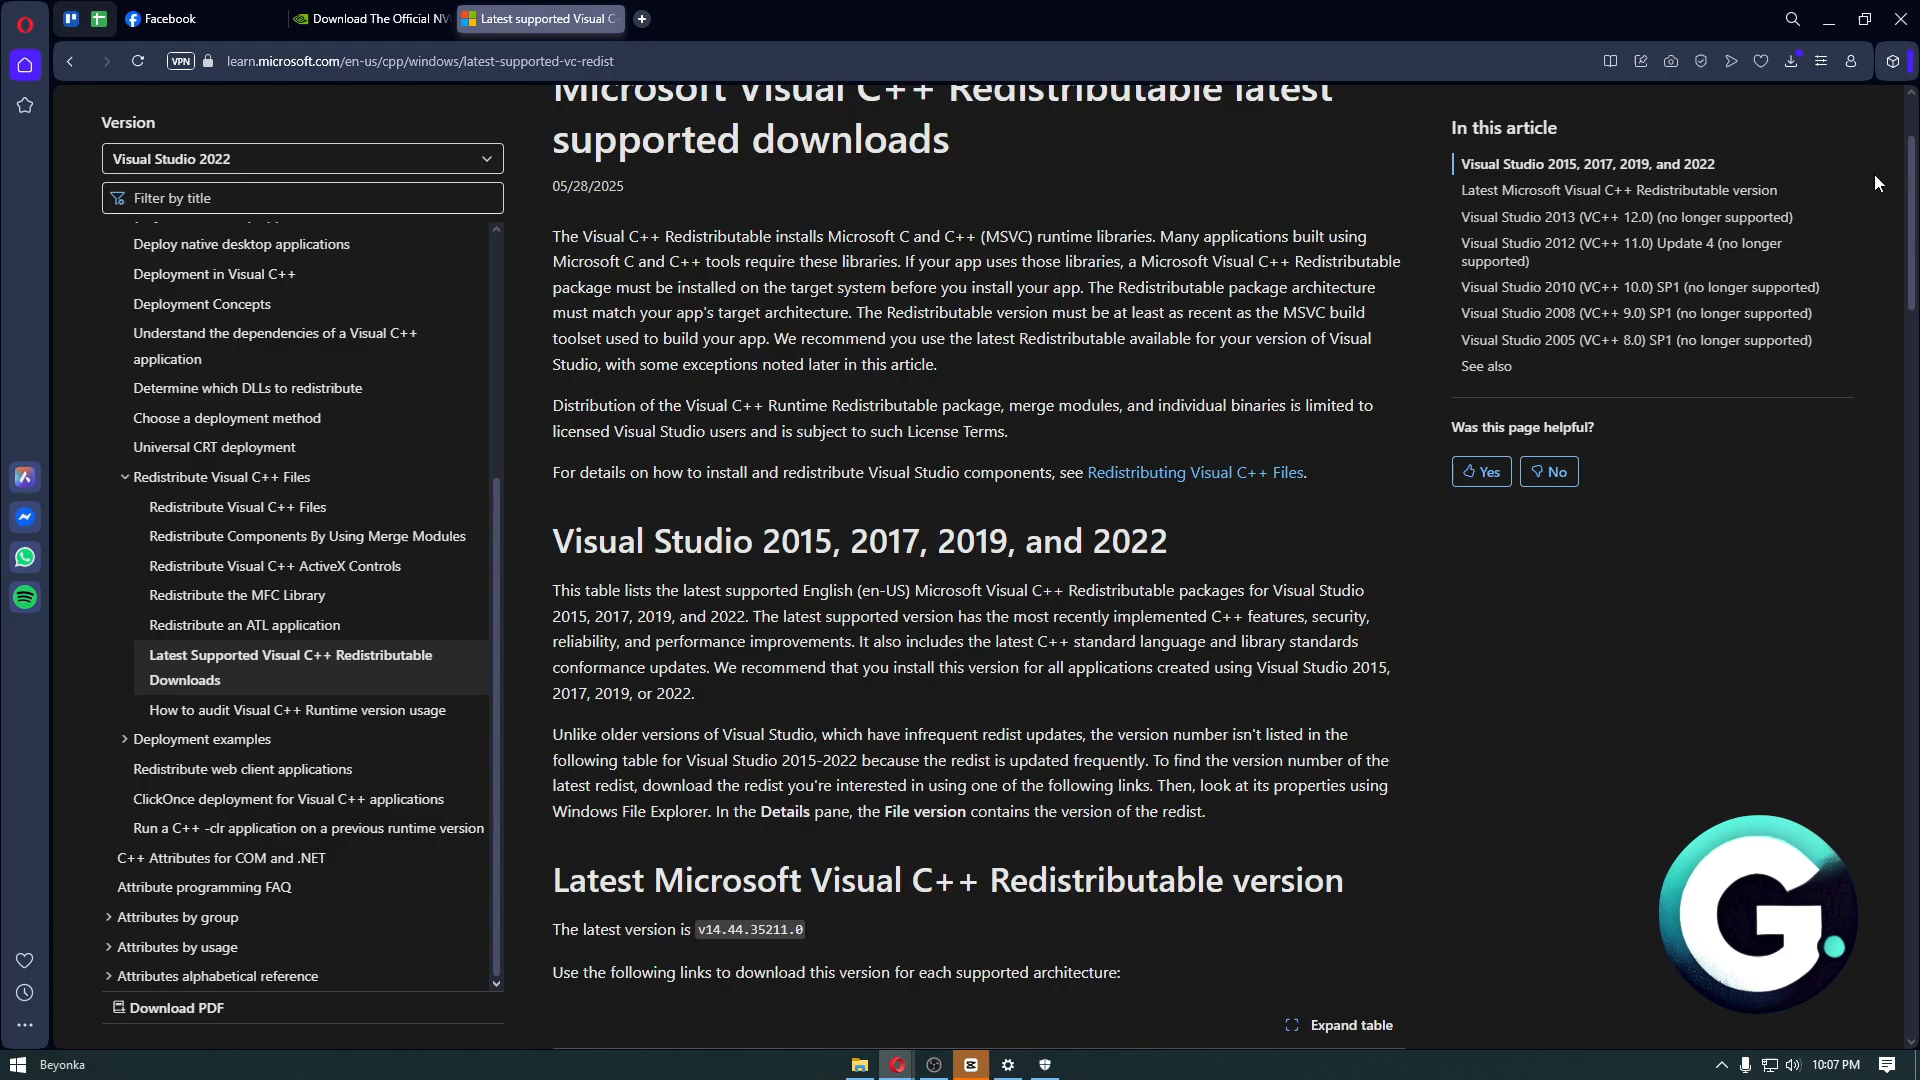 Facebook
Download The Official NV
Latest supported Visual C
VPN
learn.microsoft.com/en-us/cpp/windows/latest-supported-vc-redist
Version
Visual Studio 2022
Filter by title
Deploy native desktop applications
Deployment in Visual C++
Deployment Concepts
Understand the dependencies of a Visual C++
application
Determine which DLLs to redistribute
Choose a deployment method
Universal CRT deployment
Redistribute Visual C++ Files
Redistribute Visual C++ Files
Redistribute Components By Using Merge Modules
Redistribute Visual C++ ActiveX Controls
Redistribute the MFC Library
Redistribute an ATL application
Latest Supported Visual C++ Redistributable
Downloads
How to audit Visual C++ Runtime version usage
Deployment examples
Redistribute web client applications
ClickOnce deployment for Visual C++ applications
Run a C++ -clr application on a previous runtime version
C++ Attributes for COM and .NET
Attribute programming FAQ
Attributes by group
Attributes by usage
Attributes alphabetical reference
Download PDF
Microsoft Visual C++ Redistributable latest
supported downloads
05/28/2025
The Visual C++ Redistributable installs Microsoft C and C++ (MSVC) runtime libraries. Many applications built using
Microsoft C and C++ tools require these libraries. If your app uses those libraries, a Microsoft Visual C++ Redistributable
package must be installed on the target system before you install your app. The Redistributable package architecture
must match your app's target architecture. The Redistributable version must be at least as recent as the MSVC build
toolset used to build your app. We recommend you use the latest Redistributable available for your version of Visual
Studio, with some exceptions noted later in this article.
Distribution of the Visual C++ Runtime Redistributable package, merge modules, and individual binaries is limited to
licensed Visual Studio users and is subject to such License Terms.
For details on how to install and redistribute Visual Studio components, see Redistributing Visual C++ Files.
Visual Studio 2015, 2017, 2019, and 2022
This table lists the latest supported English (en-US) Microsoft Visual C++ Redistributable packages for Visual Studio
2015, 2017, 2019, and 2022. The latest supported version has the most recently implemented C++ features, security,
reliability, and performance improvements. It also includes the latest C++ standard language and library standards
conformance updates. We recommend that you install this version for all applications created using Visual Studio 2015,
2017, 2019, or 2022.
Unlike older versions of Visual Studio, which have infrequent redist updates, the version number isn't listed in the
following table for Visual Studio 2015-2022 because the redist is updated frequently. To find the version number of the
latest redist, download the redist you're interested in using one of the following links. Then, look at its properties using
Windows File Explorer. In the Details pane, the File version contains the version of the redist.
Latest Microsoft Visual C++ Redistributable version
The latest version is v14.44.35211.0
Use the following links to download this version for each supported architecture:
Expand table
In this article
Visual Studio 2015, 2017, 2019, and 2022
Latest Microsoft Visual C++ Redistributable version
Visual Studio 2013 (VC++ 12.0) (no longer supported)
Visual Studio 2012 (VC++ 11.0) Update 4 (no longer
supported)
Visual Studio 2010 (VC++ 10.0) SP1 (no longer supported)
Visual Studio 2008 (VC++ 9.0) SP1 (no longer supported)
Visual Studio 2005 (VC++ 8.0) SP1 (no longer supported)
See also
Was this page helpful?
Yes
No
G
Beyonka
10:07 PM